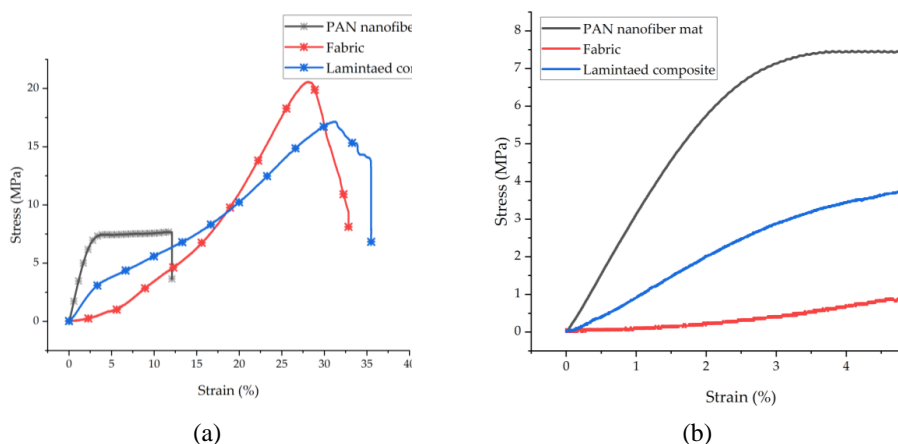 PAN nanofibe
Fabric
Lamintaed co
Stress (MPa)
20
15
10
5
0
0 5 10 15 20 25 30 35 40
Strain (%)
(a)
PAN nanofiber mat
Fabric
Lamintaed composite
Stress (MPa)
8
7
6
5
4
3
2
1
0
0 1 2 3 4
Strain (%)
(b)